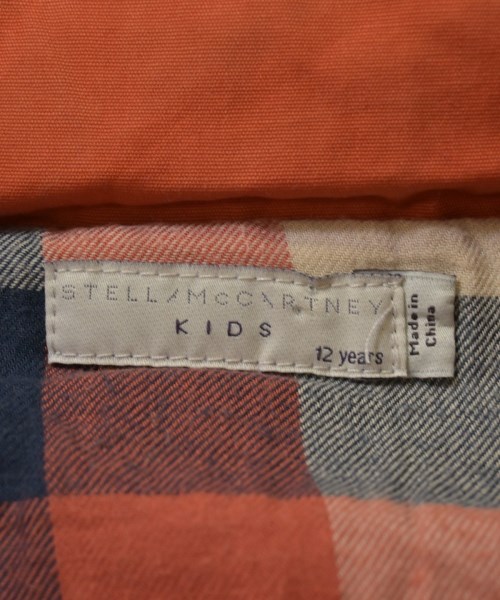 STELLA McCARTNEY
KIDS
12 years
Made in
China